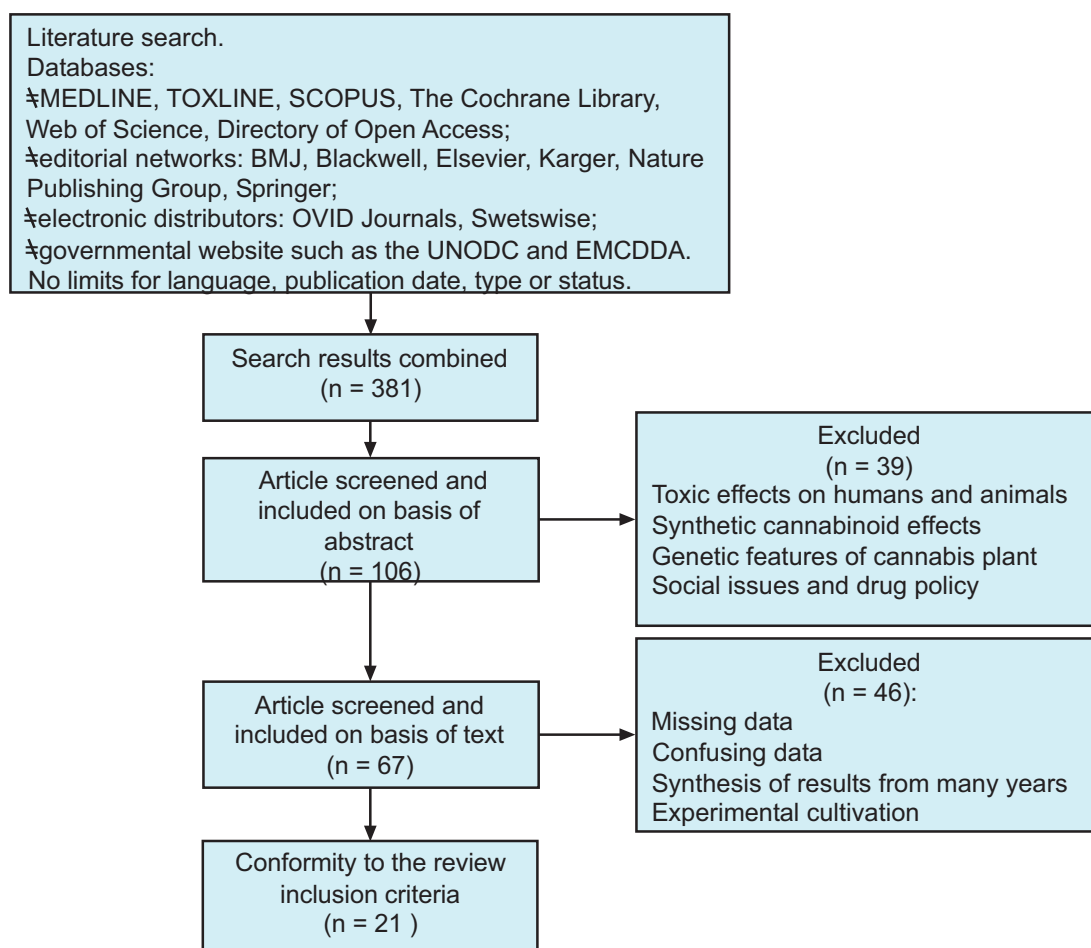 Literature search.
Databases:
MEDLINE, TOXLINE, SCOPUS, The Cochrane Library,
Web of Science, Directory of Open Access;
editorial networks: BMJ, Blackwell, Elsevier, Karger, Nature
Publishing Group, Springer;
electronic distributors: OVID Journals, Swetswise;
governmental website such as the UNODC and EMCDDA.
No limits for language, publication date, type or status.
Search results combined
(n = 381)
Article screened and
included on basis of
abstract
(n = 106)
Excluded
(n = 39)
Toxic effects on humans and animals
Synthetic cannabinoid effects
Genetic features of cannabis plant
Social issues and drug policy
Article screened and
included on basis of text
(n = 67)
Excluded
(n = 46):
Missing data
Confusing data
Synthesis of results from many years
Experimental cultivation
Conformity to the review
inclusion criteria
(n = 21 )